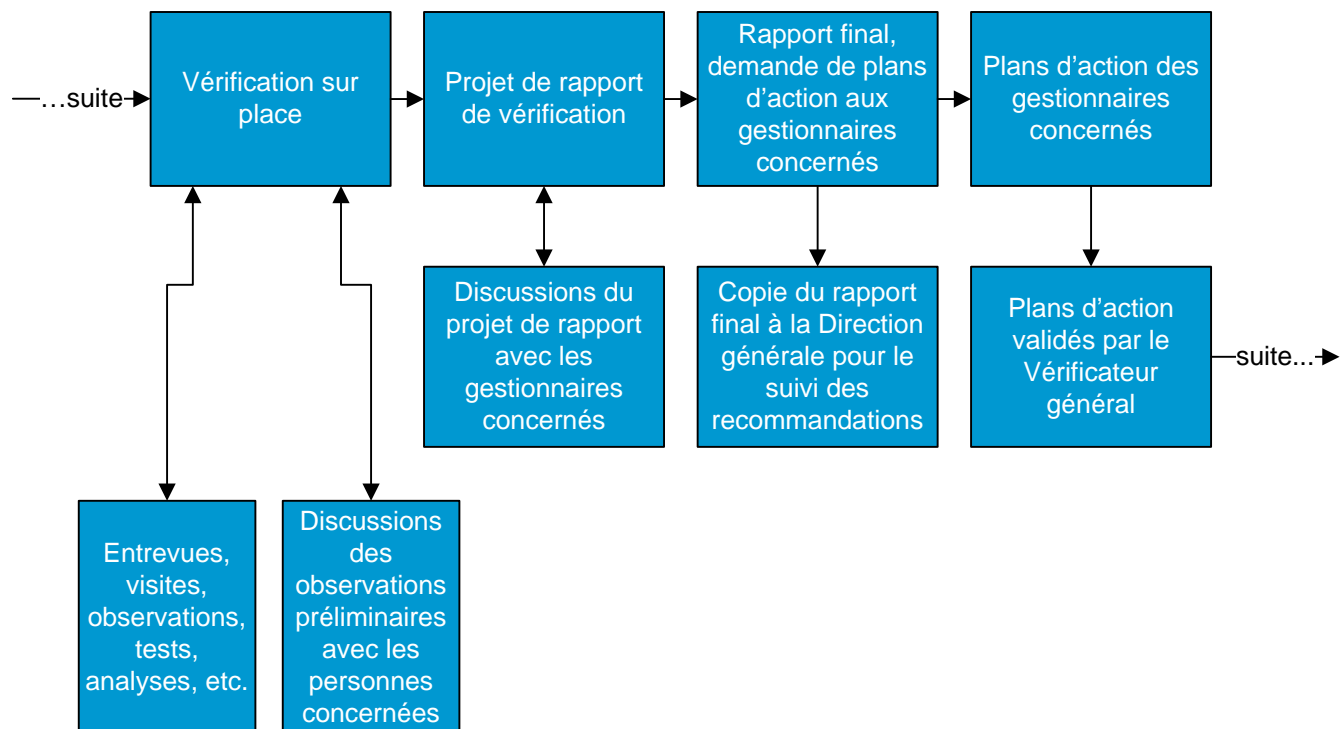 …suite
Vérification sur
place
Projet de rapport
de vérification
Rapport final,
demande de plans
d’action aux
gestionnaires
concernés
Plans d’action des
gestionnaires
concernés
Discussions du
projet de rapport
avec les
gestionnaires
concernés
Copie du rapport
final à la Direction
générale pour le
suivi des
recommandations
Plans d’action
validés par le
Vérificateur
général
suite...
Entrevues,
visites,
observations,
tests,
analyses, etc.
Discussions
des
observations
préliminaires
avec les
personnes
concernées